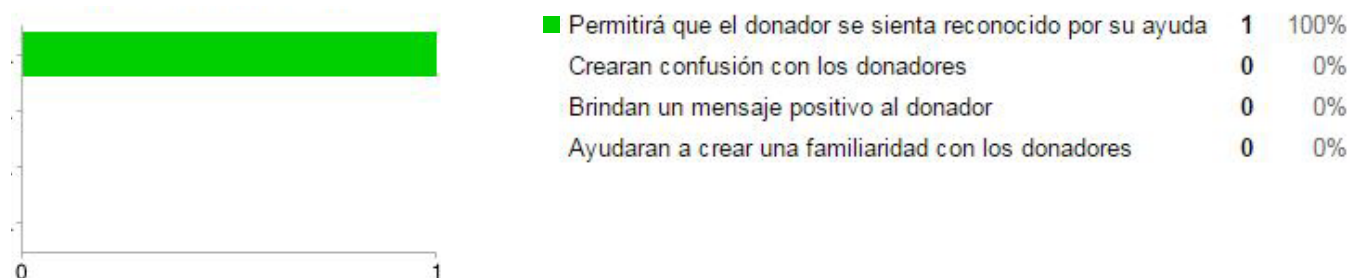 Permitirá que el donador se sienta reconocido por su ayuda 1 100%
Crearan confusión con los donadores 0 0%
Brindan un mensaje positivo al donador 0 0%
Ayudaran a crear una familiaridad con los donadores 0 0%
0 1